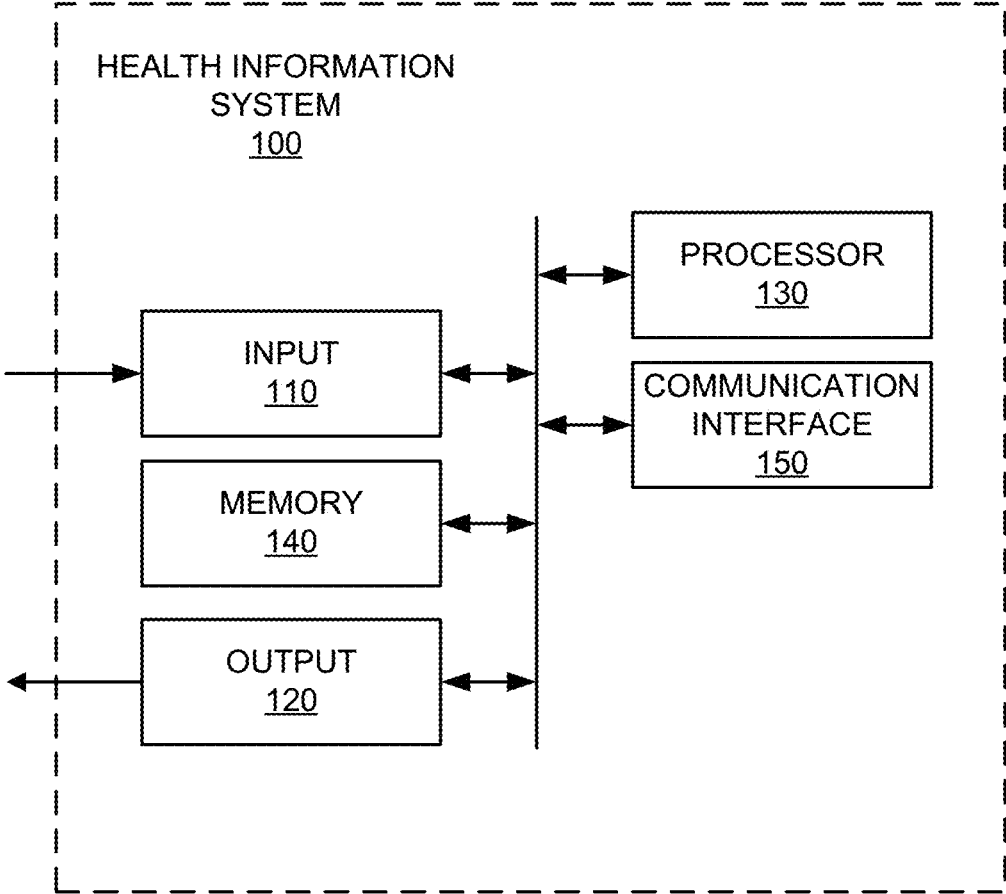 HEALTH INFORMATION
SYSTEM
100
PROCESSOR
130
INPUT
110
COMMUNICATION
INTERFACE
150
MEMORY
140
OUTPUT
120